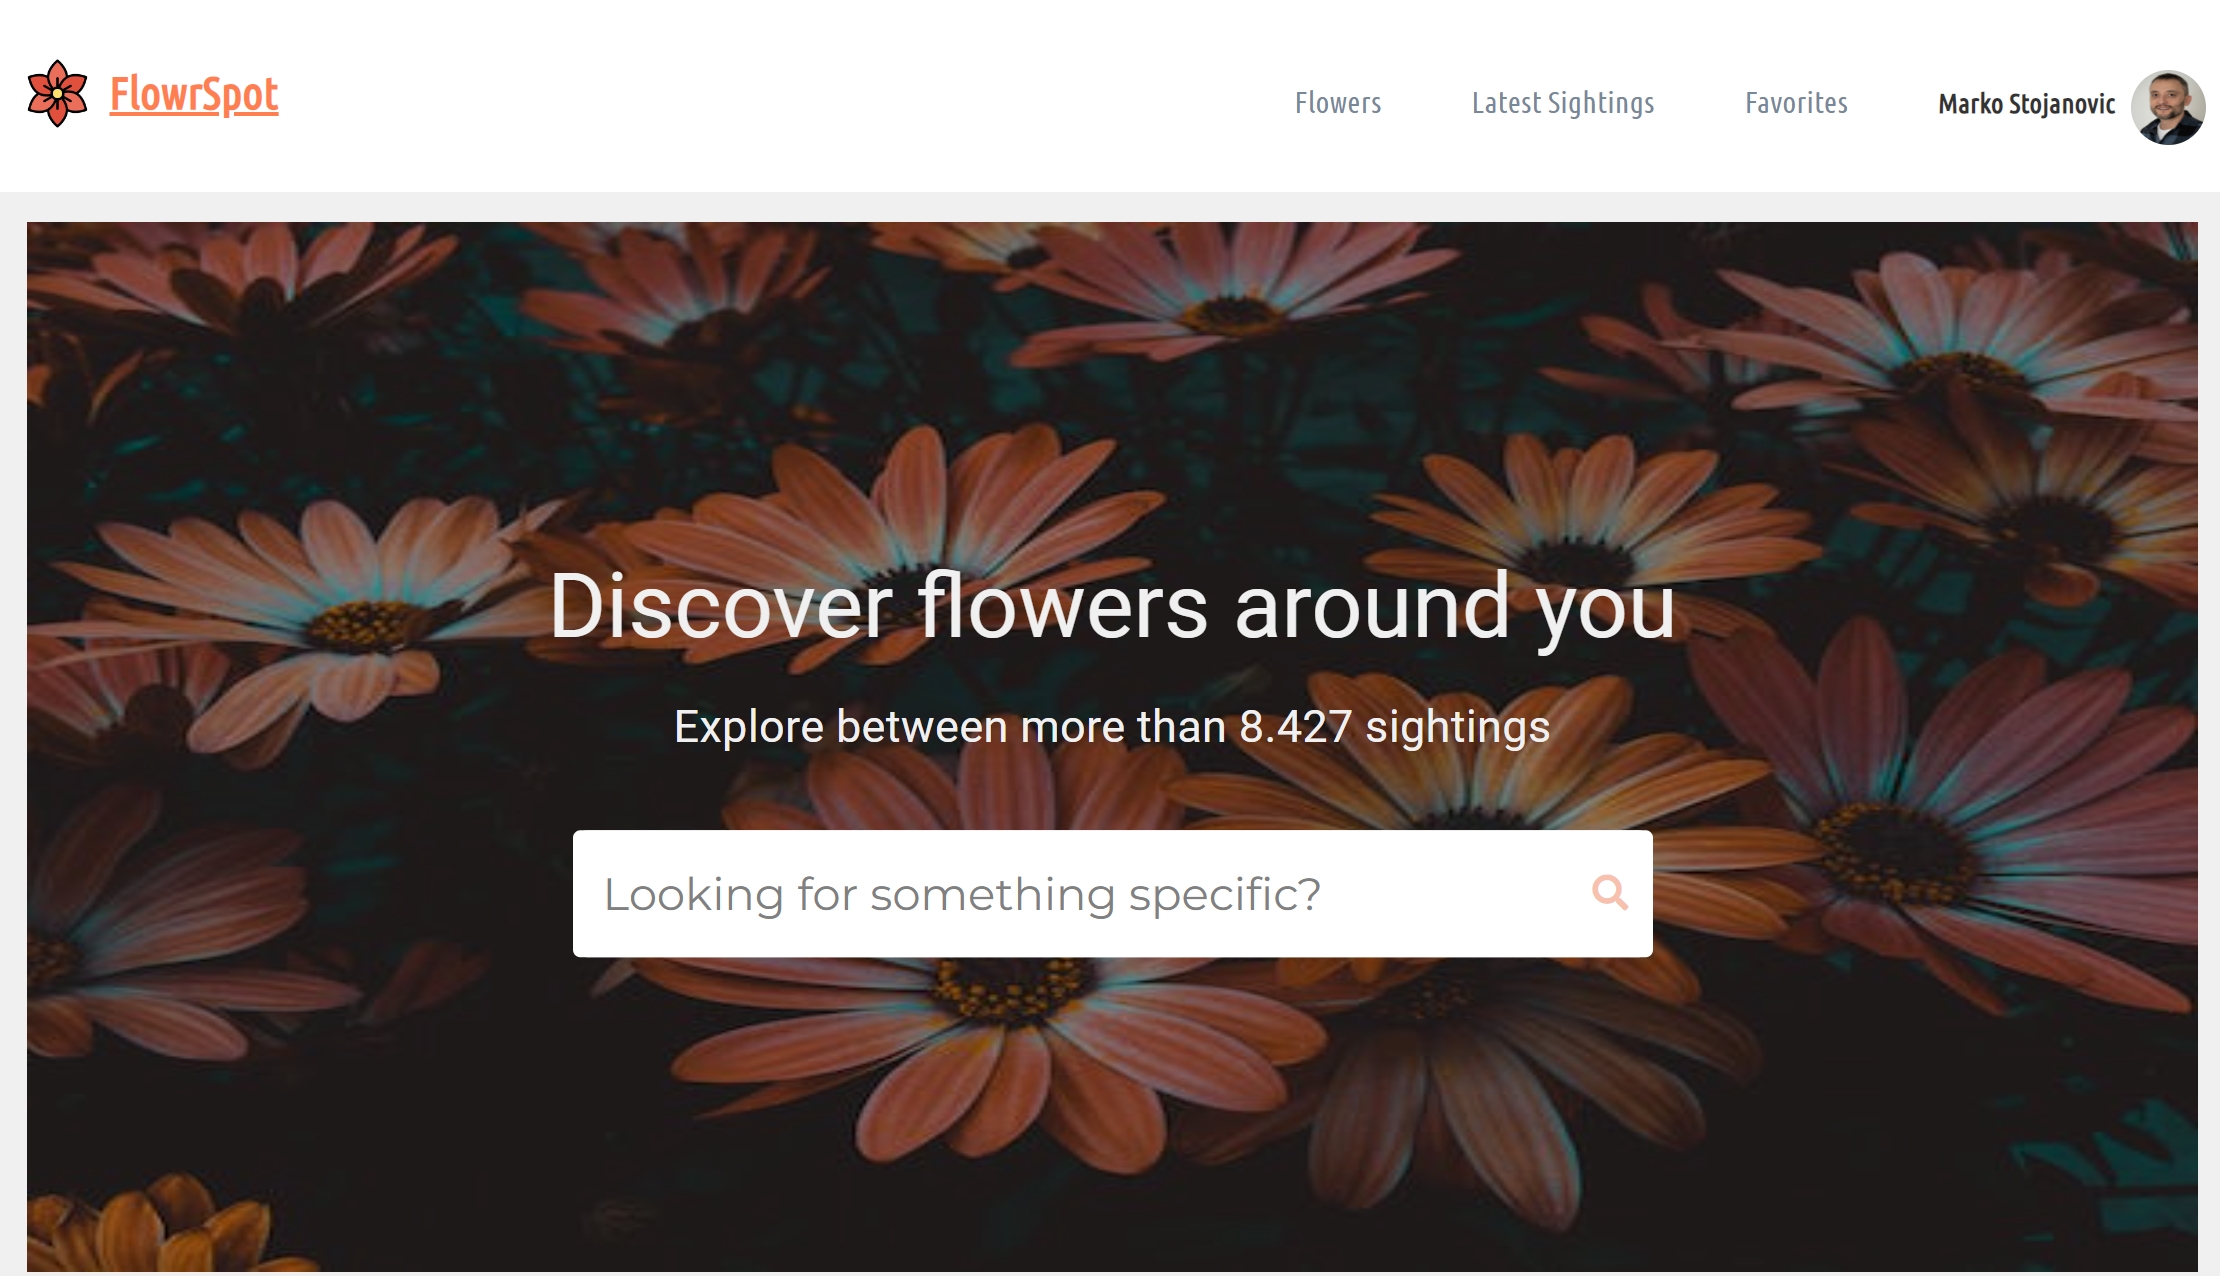 FlowrSpot
Flowers
Latest Sightings
Favorites
Marko Stojanovic
Discover flowers around you
Explore between more than 8.427 sightings
Looking for something specific?